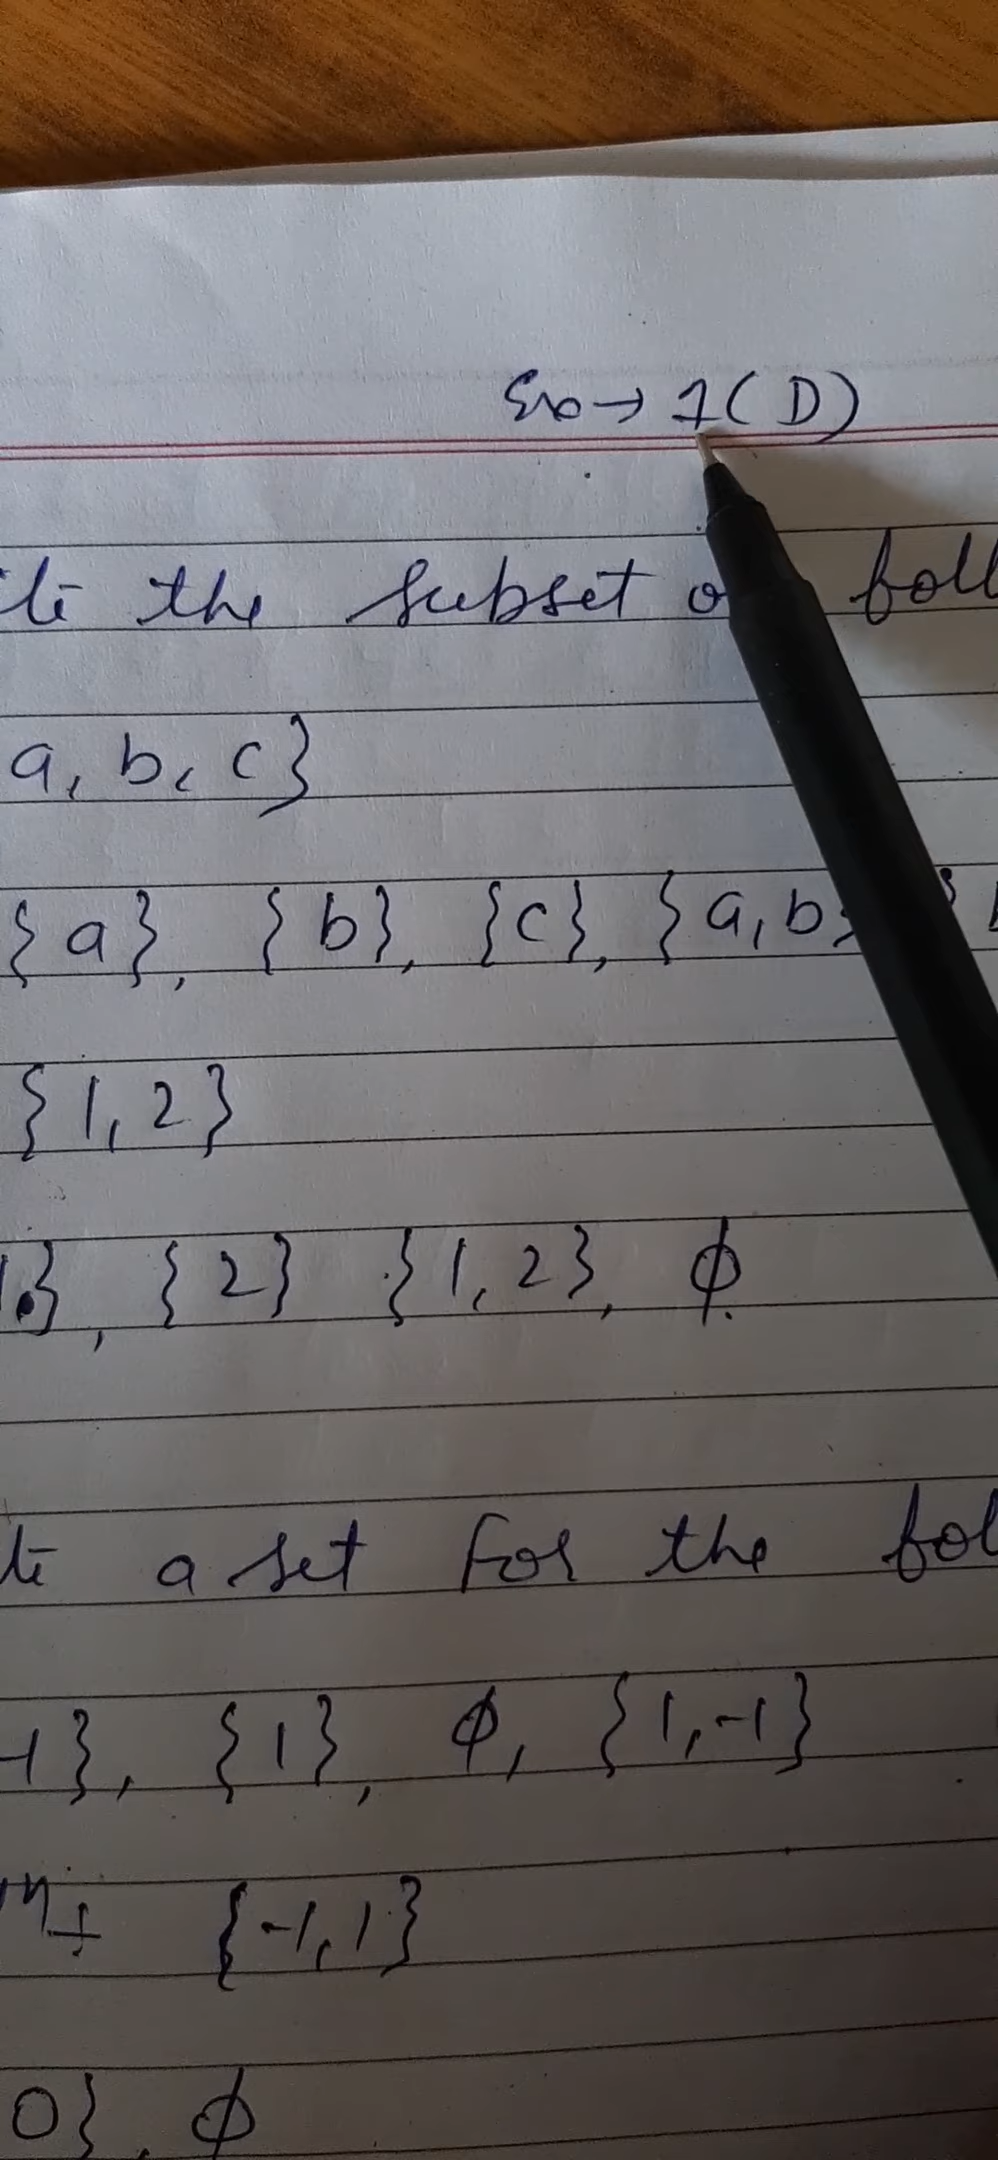 Ex → 1(D)
the subset of foll
a, b, c}
{a}, {b}, {c}, {a,b}
{1,2}
1}, {2} {1,2}, ϕ.
a set for the fol
-1}, {1}, ϕ, {1,-1}
{-1,1}
0}, ϕ